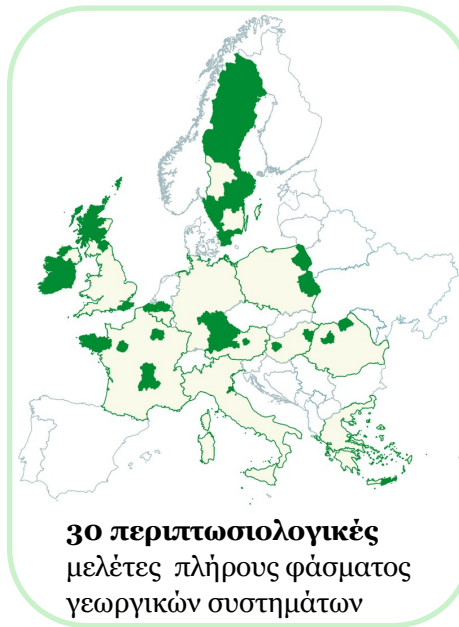 30 περιπτωσιολογικές
μελέτες πλήρους φάσματος
γεωργικών συστημάτων